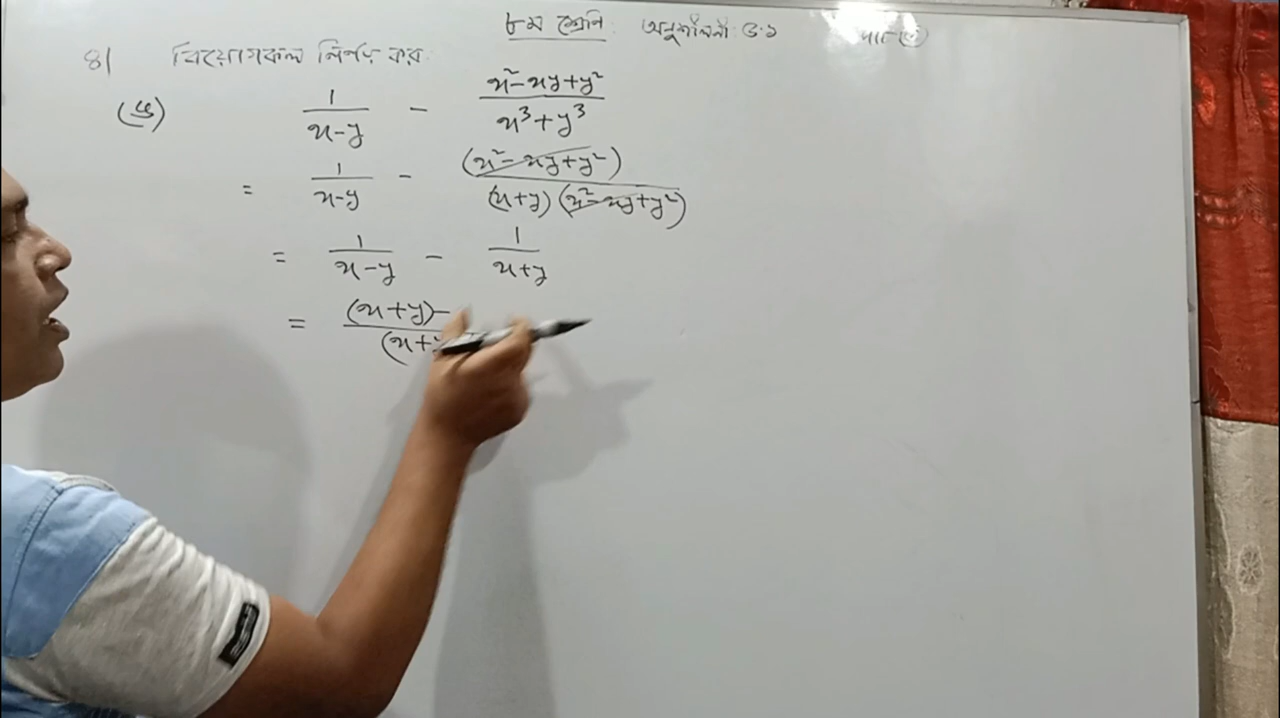 ৮ম শ্রেণি: অনুশীলনী: ৫.১ পার্ট
৪। বিয়োগফল নির্ণয় কর:
(ঙ) 1/(x-y) - (x²-xy+y²)/(x³+y³)
= 1/(x-y) - (x²-xy+y²)/(x+y)(x²-xy+y²)
= 1/(x-y) - 1/(x+y)
= (x+y)-/(x+y